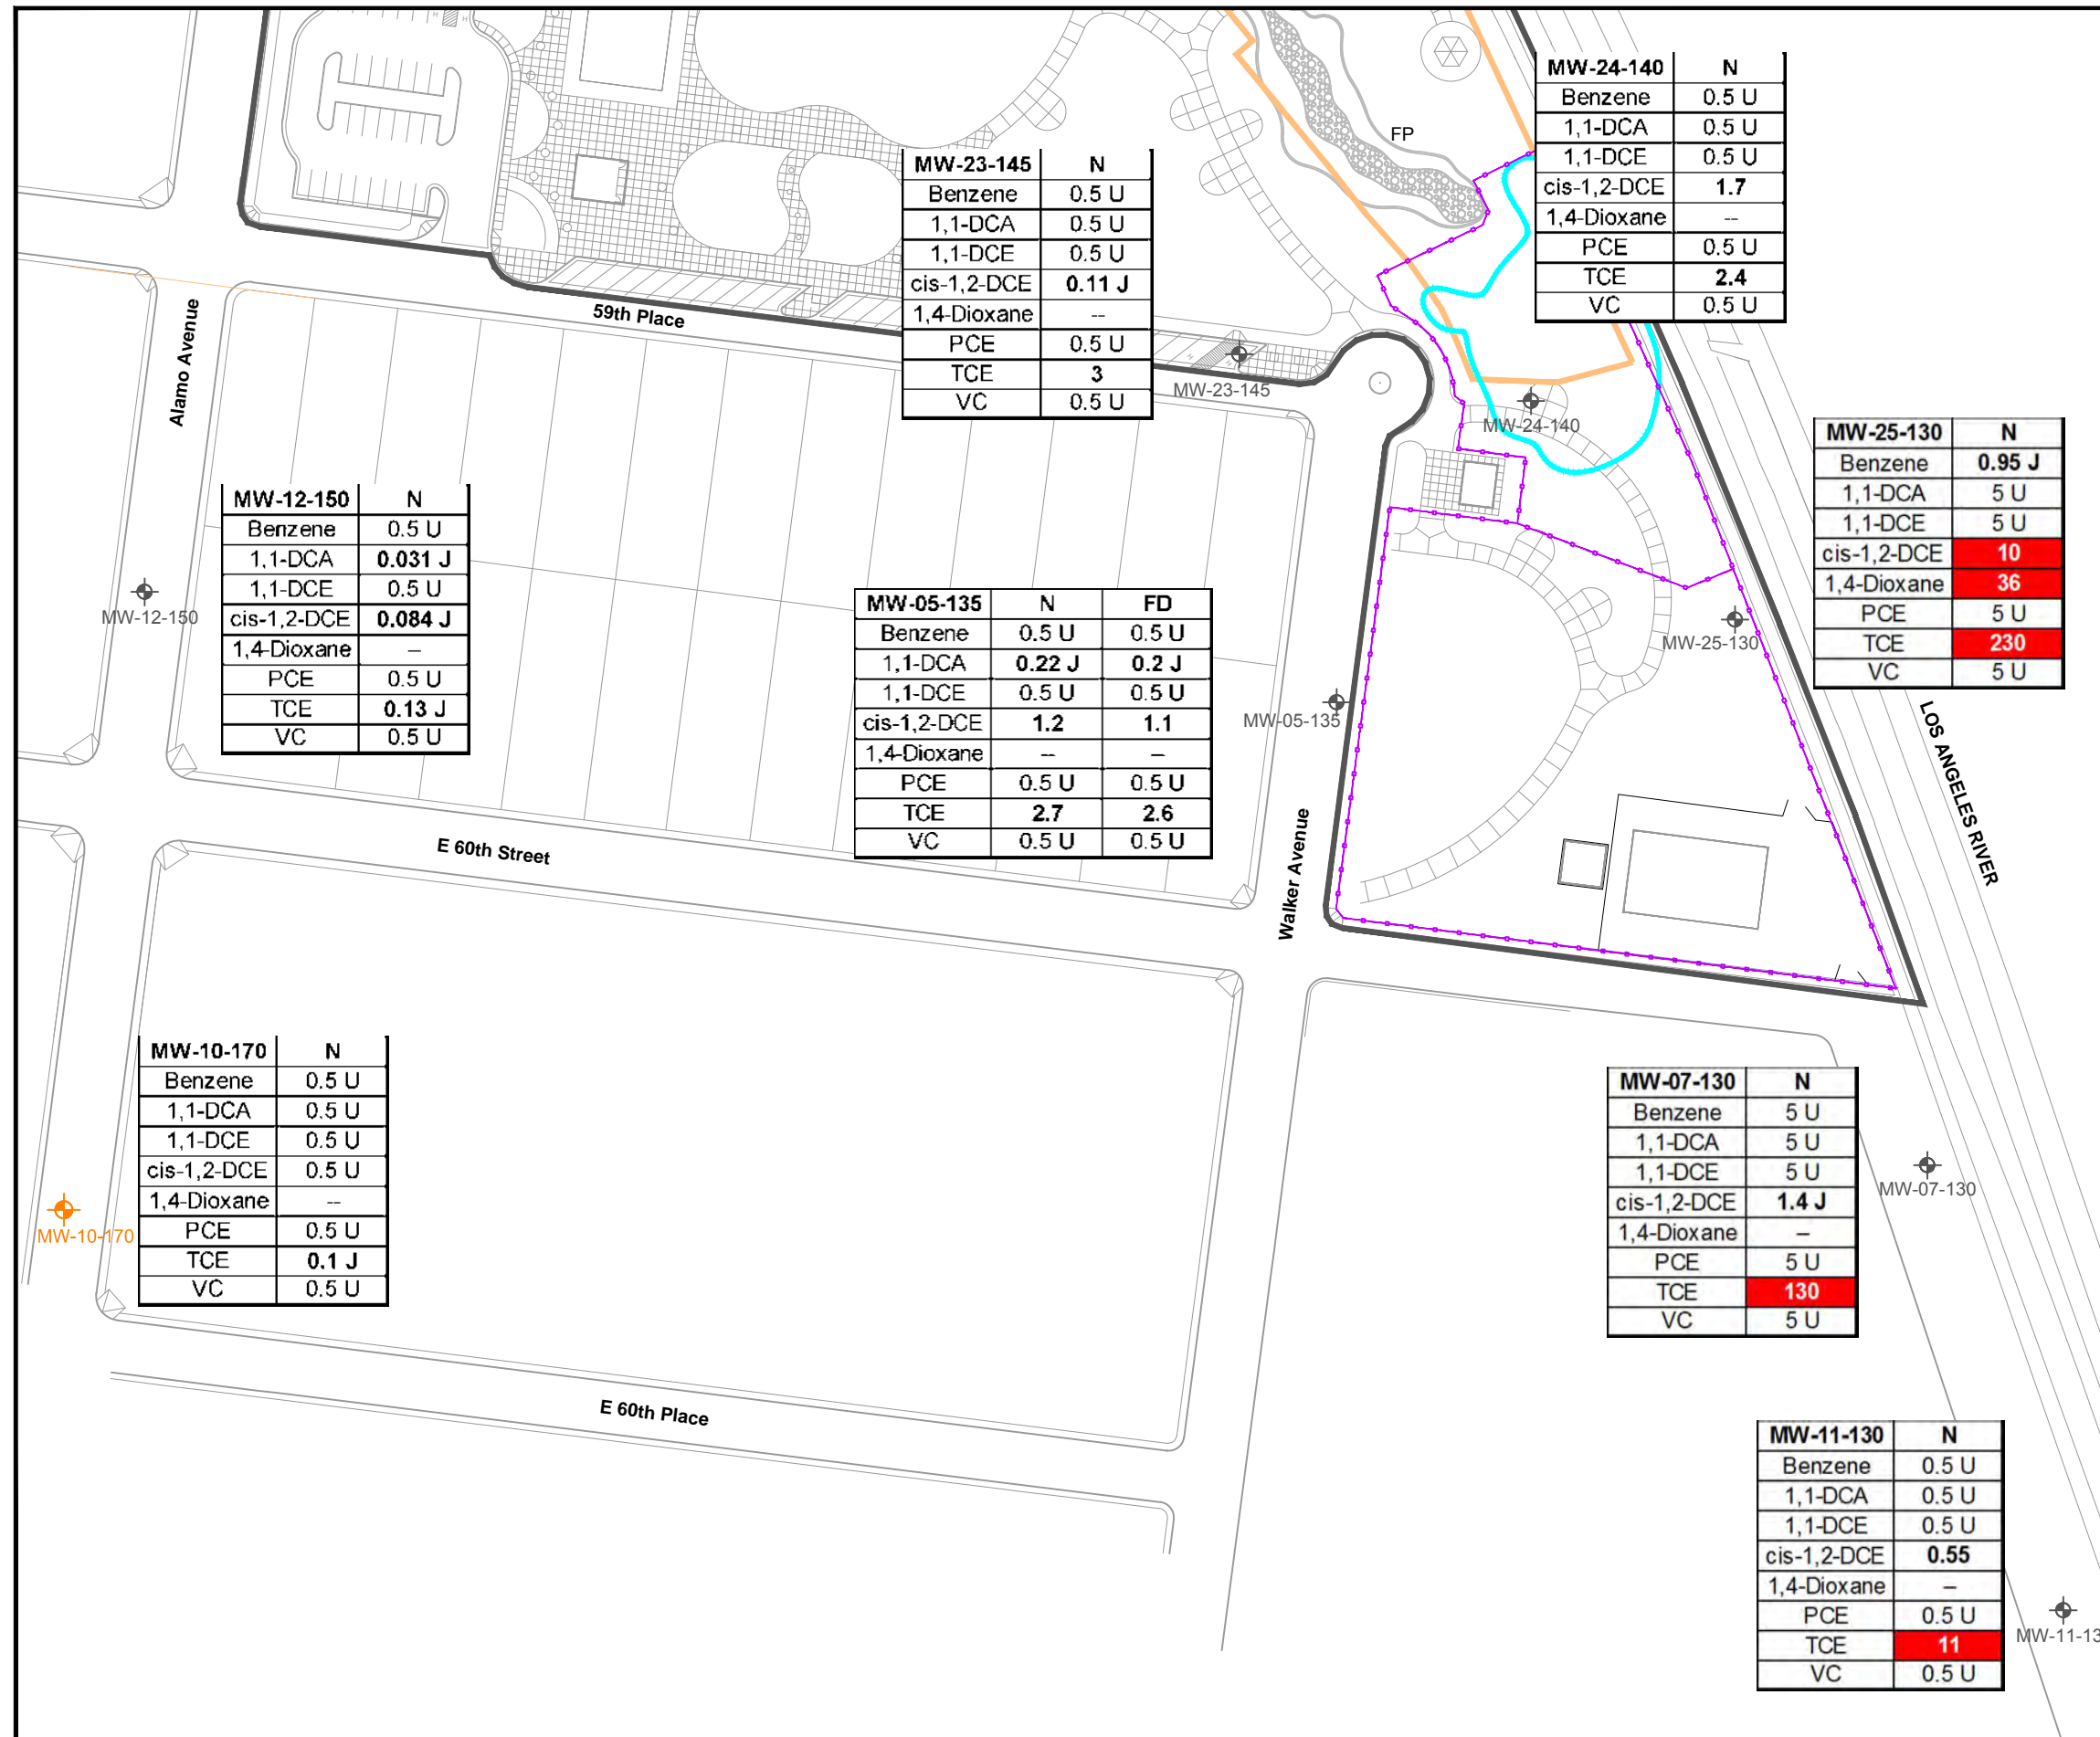 FP
MW-24-140 N
Benzene 0.5 U
1,1-DCA 0.5 U
1,1-DCE 0.5 U
cis-1,2-DCE 1.7
1,4-Dioxane --
PCE 0.5 U
TCE 2.4
VC 0.5 U
MW-23-145 N
Benzene 0.5 U
1,1-DCA 0.5 U
1,1-DCE 0.5 U
cis-1,2-DCE 0.11 J
1,4-Dioxane --
PCE 0.5 U
TCE 3
VC 0.5 U
59th Place
Alamo Avenue
MW-23-145
MW-24-140
MW-25-130 N
Benzene 0.95 J
1,1-DCA 5 U
1,1-DCE 5 U
cis-1,2-DCE 10
1,4-Dioxane 36
PCE 5 U
TCE 230
VC 5 U
MW-12-150 N
Benzene 0.5 U
1,1-DCA 0.031 J
1,1-DCE 0.5 U
cis-1,2-DCE 0.084 J
1,4-Dioxane –
PCE 0.5 U
TCE 0.13 J
VC 0.5 U
MW-12-150
MW-05-135 N FD
Benzene 0.5 U 0.5 U
1,1-DCA 0.22 J 0.2 J
1,1-DCE 0.5 U 0.5 U
cis-1,2-DCE 1.2 1.1
1,4-Dioxane -- –
PCE 0.5 U 0.5 U
TCE 2.7 2.6
VC 0.5 U 0.5 U
MW-25-130
MW-05-135
LOS ANGELES RIVER
E 60th Street
Walker Avenue
MW-10-170 N
Benzene 0.5 U
1,1-DCA 0.5 U
1,1-DCE 0.5 U
cis-1,2-DCE 0.5 U
1,4-Dioxane --
PCE 0.5 U
TCE 0.1 J
VC 0.5 U
MW-10-170
MW-07-130 N
Benzene 5 U
1,1-DCA 5 U
1,1-DCE 5 U
cis-1,2-DCE 1.4 J
1,4-Dioxane –
PCE 5 U
TCE 130
VC 5 U
MW-07-130
E 60th Place
MW-11-130 N
Benzene 0.5 U
1,1-DCA 0.5 U
1,1-DCE 0.5 U
cis-1,2-DCE 0.55
1,4-Dioxane –
PCE 0.5 U
TCE 11
VC 0.5 U
MW-11-13